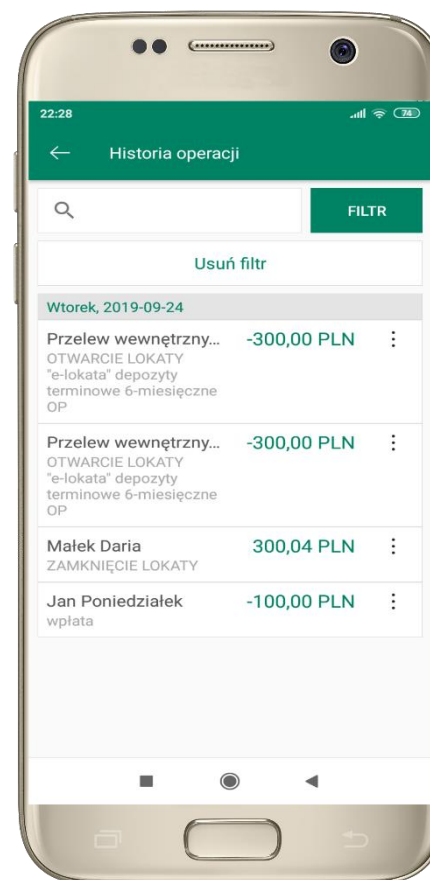 22:28
74
Historia operacji
FILTR
Usuń filtr
Wtorek, 2019-09-24
Przelew wewnętrzny... -300,00 PLN
OTWARCIE LOKATY
"e-lokata" depozyty
terminowe 6-miesięczne
OP
Przelew wewnętrzny... -300,00 PLN
OTWARCIE LOKATY
"e-lokata" depozyty
terminowe 6-miesięczne
OP
Małek Daria 300,04 PLN
ZAMKNIĘCIE LOKATY
Jan Poniedziałek -100,00 PLN
wpłata